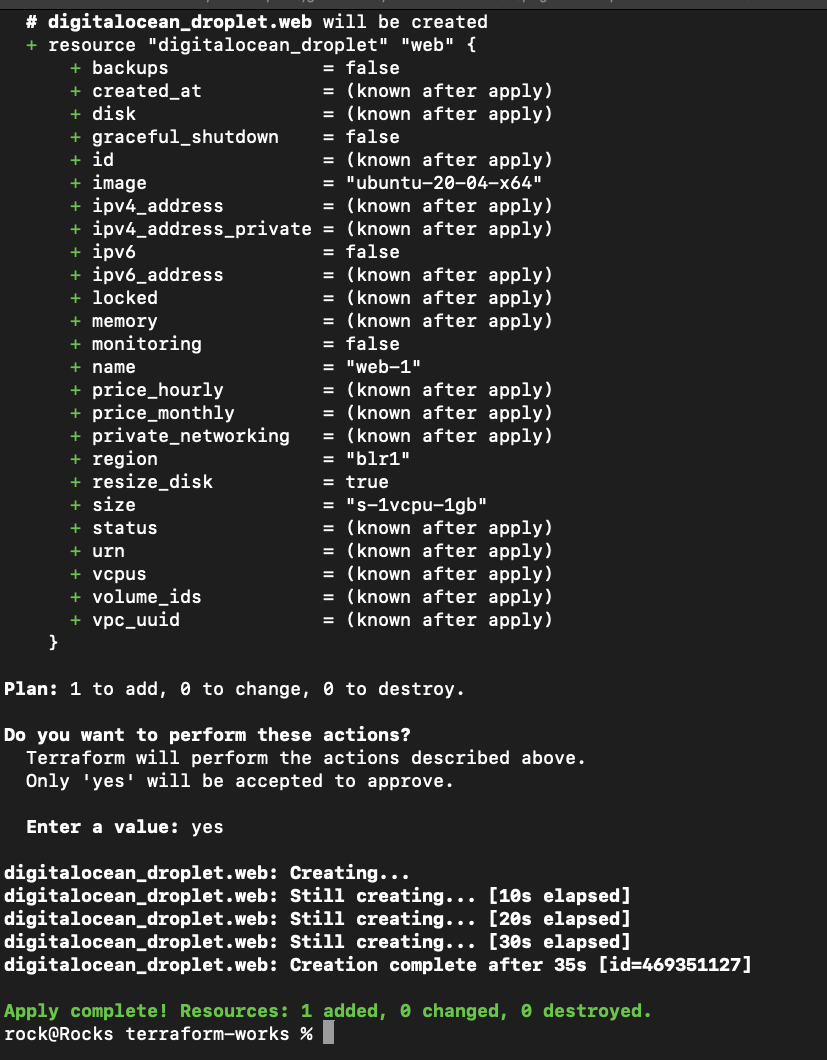 # digitalocean_droplet.web will be created
+ resource "digitalocean_droplet" "web" {
+ backups = false
+ created_at = (known after apply)
+ disk = (known after apply)
+ graceful_shutdown = false
+ id = (known after apply)
+ image = "ubuntu-20-04-x64"
+ ipv4_address = (known after apply)
+ ipv4_address_private = (known after apply)
+ ipv6 = false
+ ipv6_address = (known after apply)
+ locked = (known after apply)
+ memory = (known after apply)
+ monitoring = false
+ name = "web-1"
+ price_hourly = (known after apply)
+ price_monthly = (known after apply)
+ private_networking = (known after apply)
+ region = "blr1"
+ resize_disk = true
+ size = "s-1vcpu-1gb"
+ status = (known after apply)
+ urn = (known after apply)
+ vcpus = (known after apply)
+ volume_ids = (known after apply)
+ vpc_uuid = (known after apply)
}
Plan: 1 to add, 0 to change, 0 to destroy.
Do you want to perform these actions?
Terraform will perform the actions described above.
Only 'yes' will be accepted to approve.
Enter a value: yes
digitalocean_droplet.web: Creating...
digitalocean_droplet.web: Still creating... [10s elapsed]
digitalocean_droplet.web: Still creating... [20s elapsed]
digitalocean_droplet.web: Still creating... [30s elapsed]
digitalocean_droplet.web: Creation complete after 35s [id=469351127]
Apply complete! Resources: 1 added, 0 changed, 0 destroyed.
rock@Rocks terraform-works %